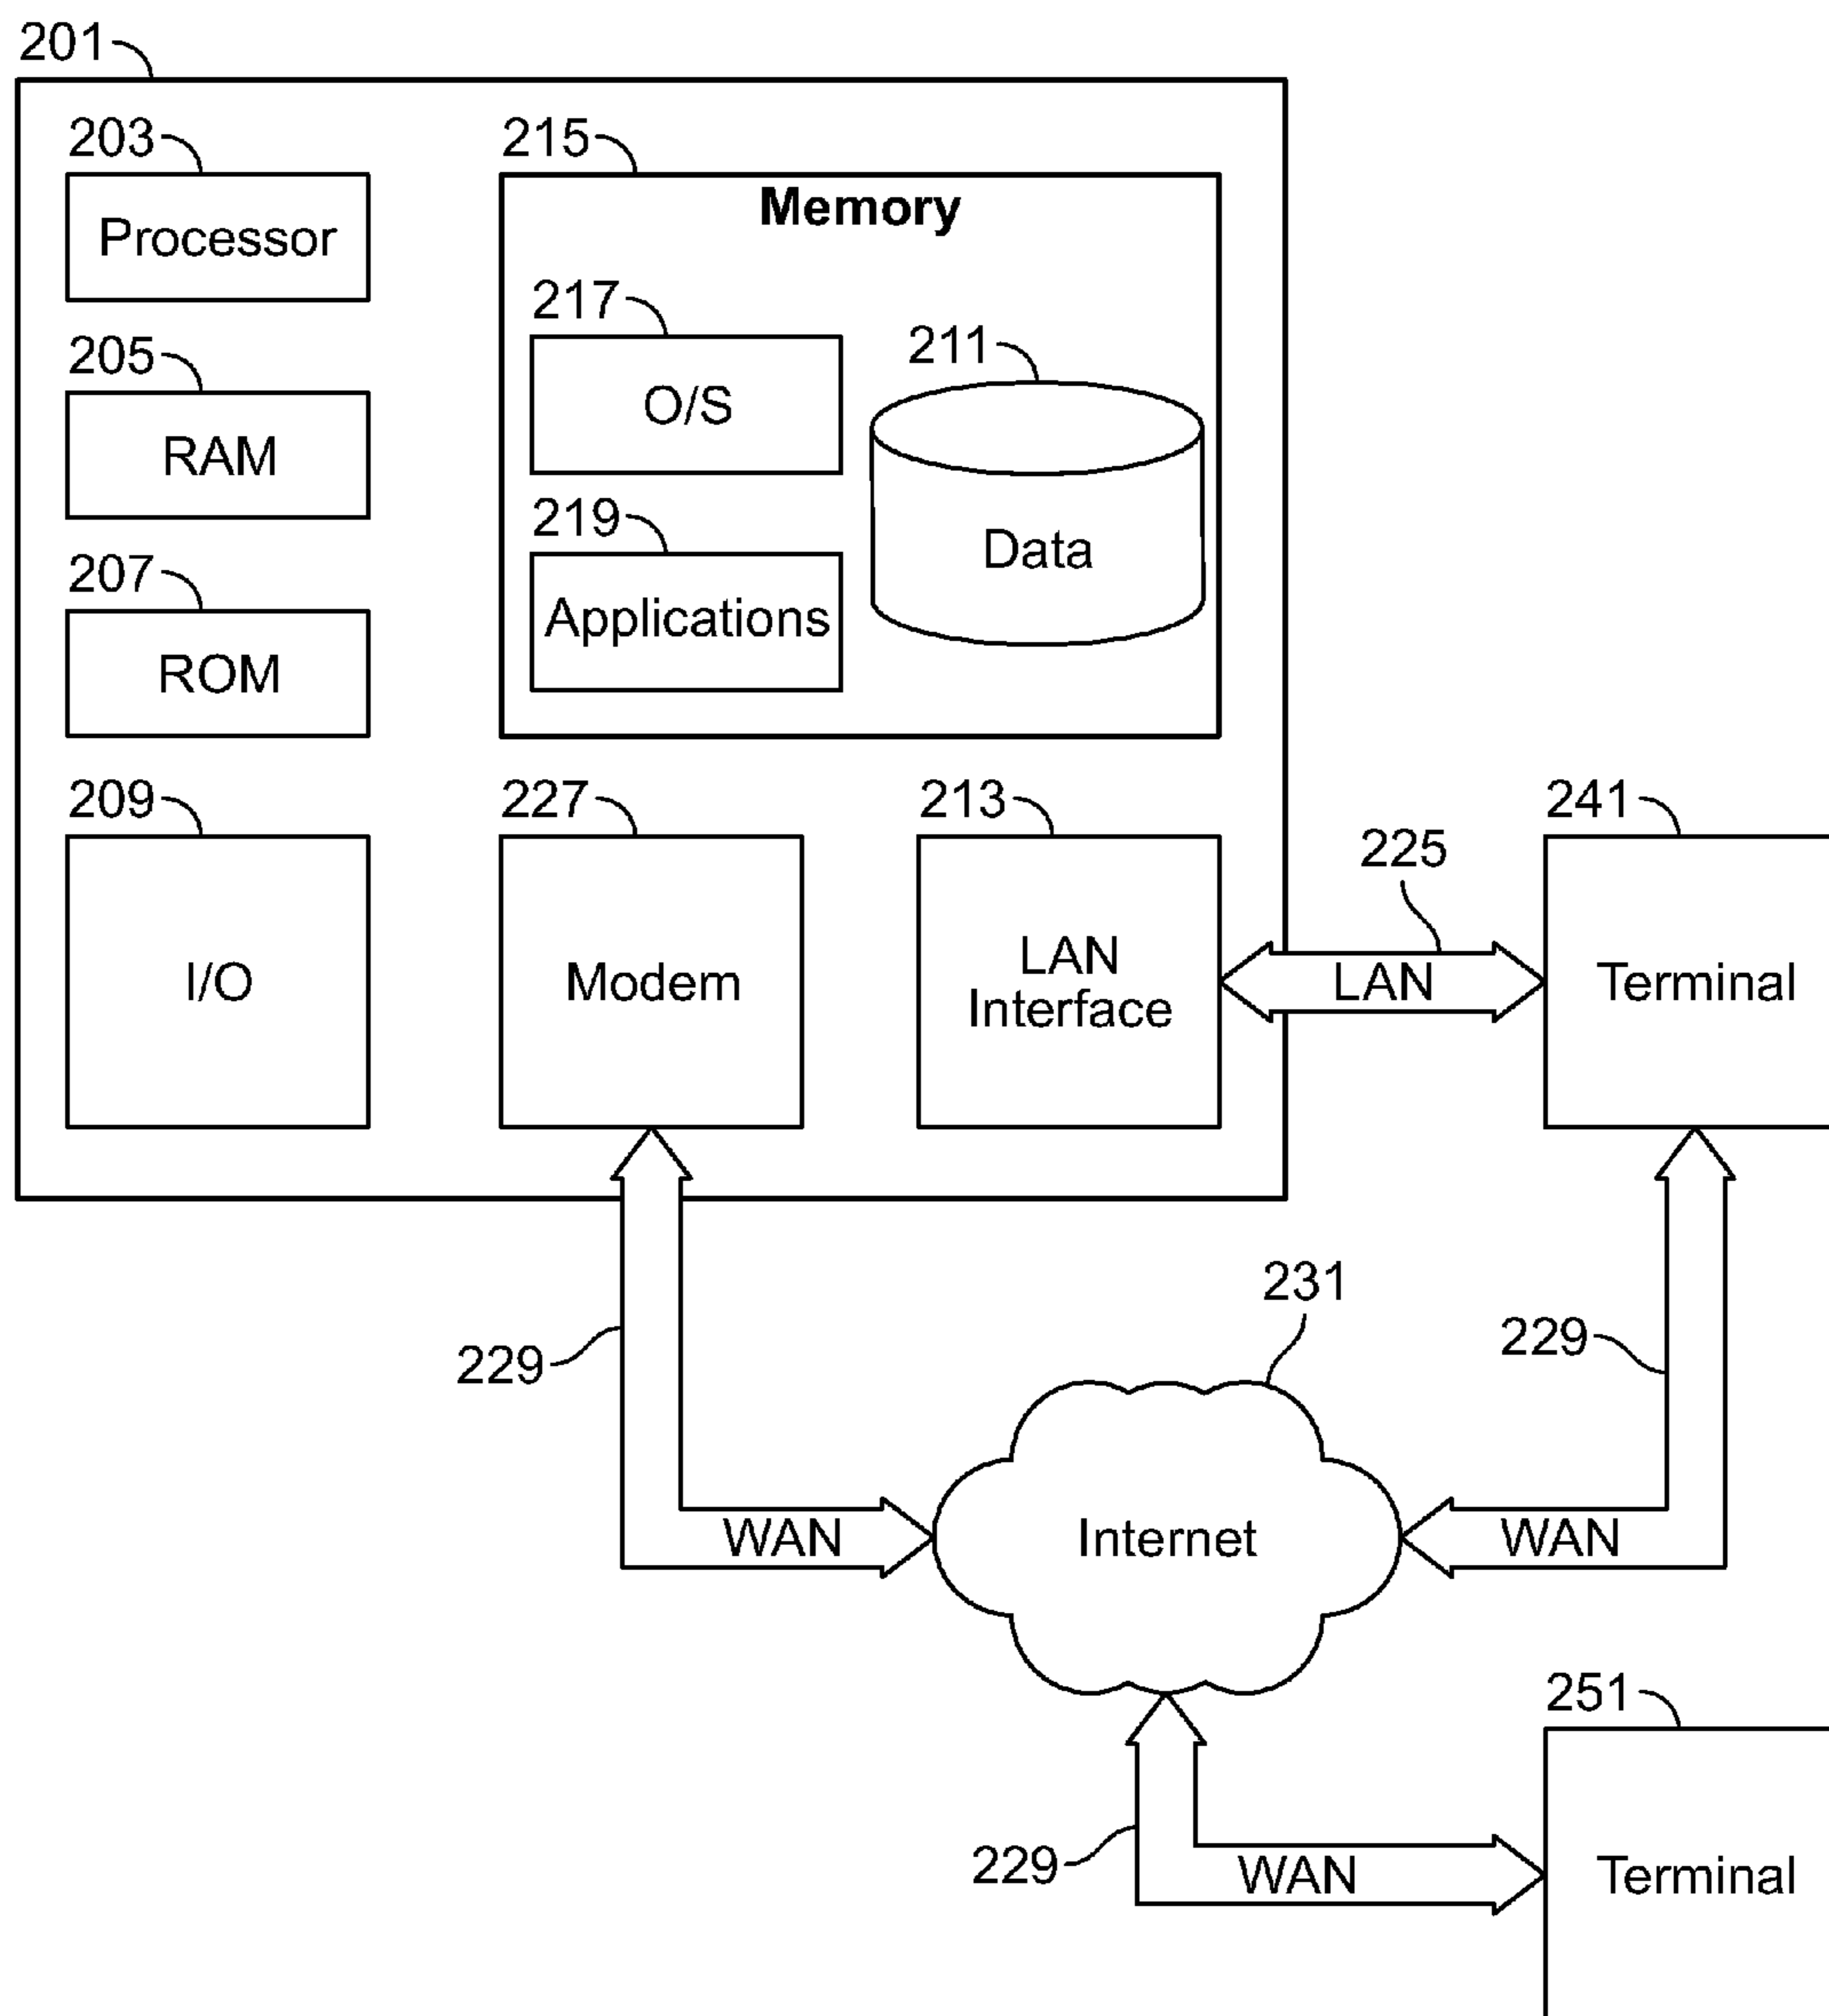 201
203
Processor
205
RAM
207
ROM
209
I/O
215
Memory
217
O/S
219
Applications
211
Data
227
Modem
213
LAN
Interface
225
LAN
241
Terminal
229
WAN
231
Internet
229
WAN
229
WAN
251
Terminal